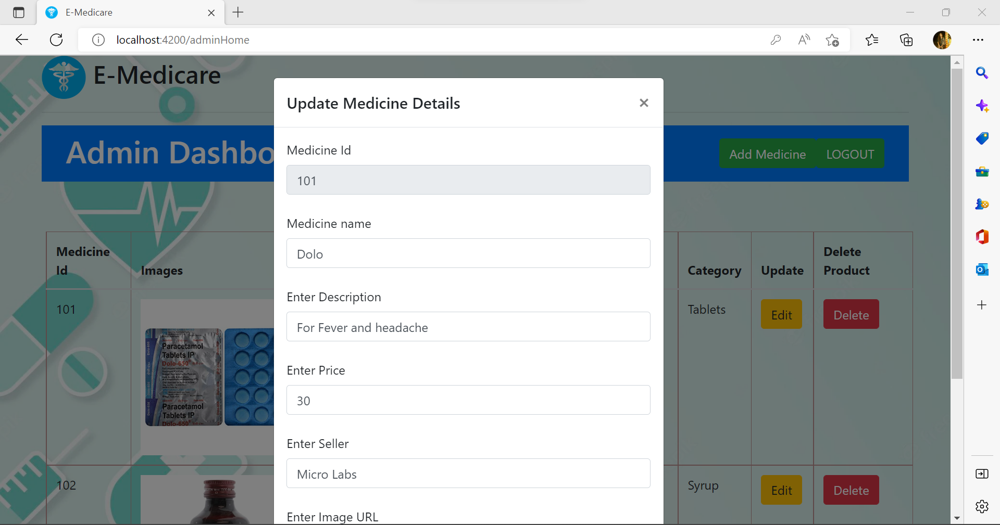 E-Medicare
localhost:4200/adminHome
E-Medicare
Update Medicine Details
Admin Dashbo
Add Medicine
LOGOUT
Medicine Id
101
Medicine name
Dolo
Enter Description
For Fever and headache
Enter Price
30
Enter Seller
Micro Labs
Enter Image URL
Medicine
Id
Images
Category
Update
Delete
Product
101
Paracetamol
Tablets IP
Dolo-650
Paracetamol
Tablets IP
Dolo-650
Tablets
Edit
Delete
102
Syrup
Edit
Delete